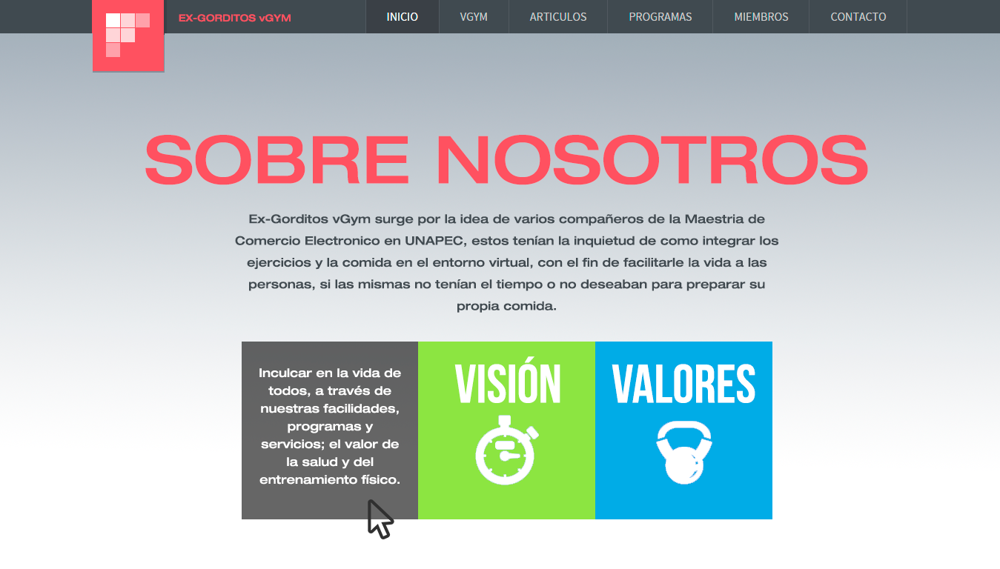 EX-GORDITOS vGYM
INICIO
VGYM
ARTICULOS
PROGRAMAS
MIEMBROS
CONTACTO
SOBRE NOSOTROS
Ex-Gorditos vGym surge por la idea de varios compañeros de la Maestria de
Comercio Electronico en UNAPEC, estos tenían la inquietud de como integrar los
ejercicios y la comida en el entorno virtual, con el fin de facilitarle la vida a las
personas, si las mismas no tenían el tiempo o no deseaban para preparar su
propia comida.
Inculcar en la vida de
todos, a través de
nuestras facilidades,
programas y
servicios; el valor de
la salud y del
entrenamiento físico.
VISIÓN
VALORES